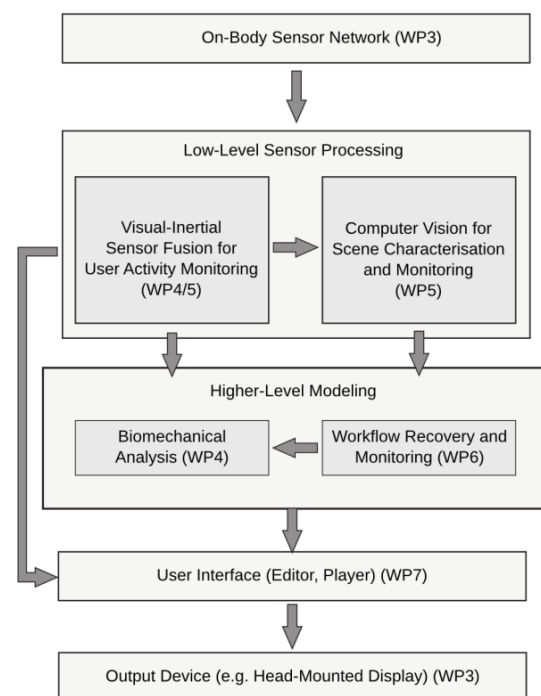 On-Body Sensor Network (WP3)
Low-Level Sensor Processing
Visual-Inertial
Sensor Fusion for
User Activity Monitoring
(WP4/5)
Computer Vision for
Scene Characterisation
and Monitoring
(WP5)
Higher-Level Modeling
Biomechanical
Analysis (WP4)
Workflow Recovery and
Monitoring (WP6)
User Interface (Editor, Player) (WP7)
Output Device (e.g. Head-Mounted Display) (WP3)